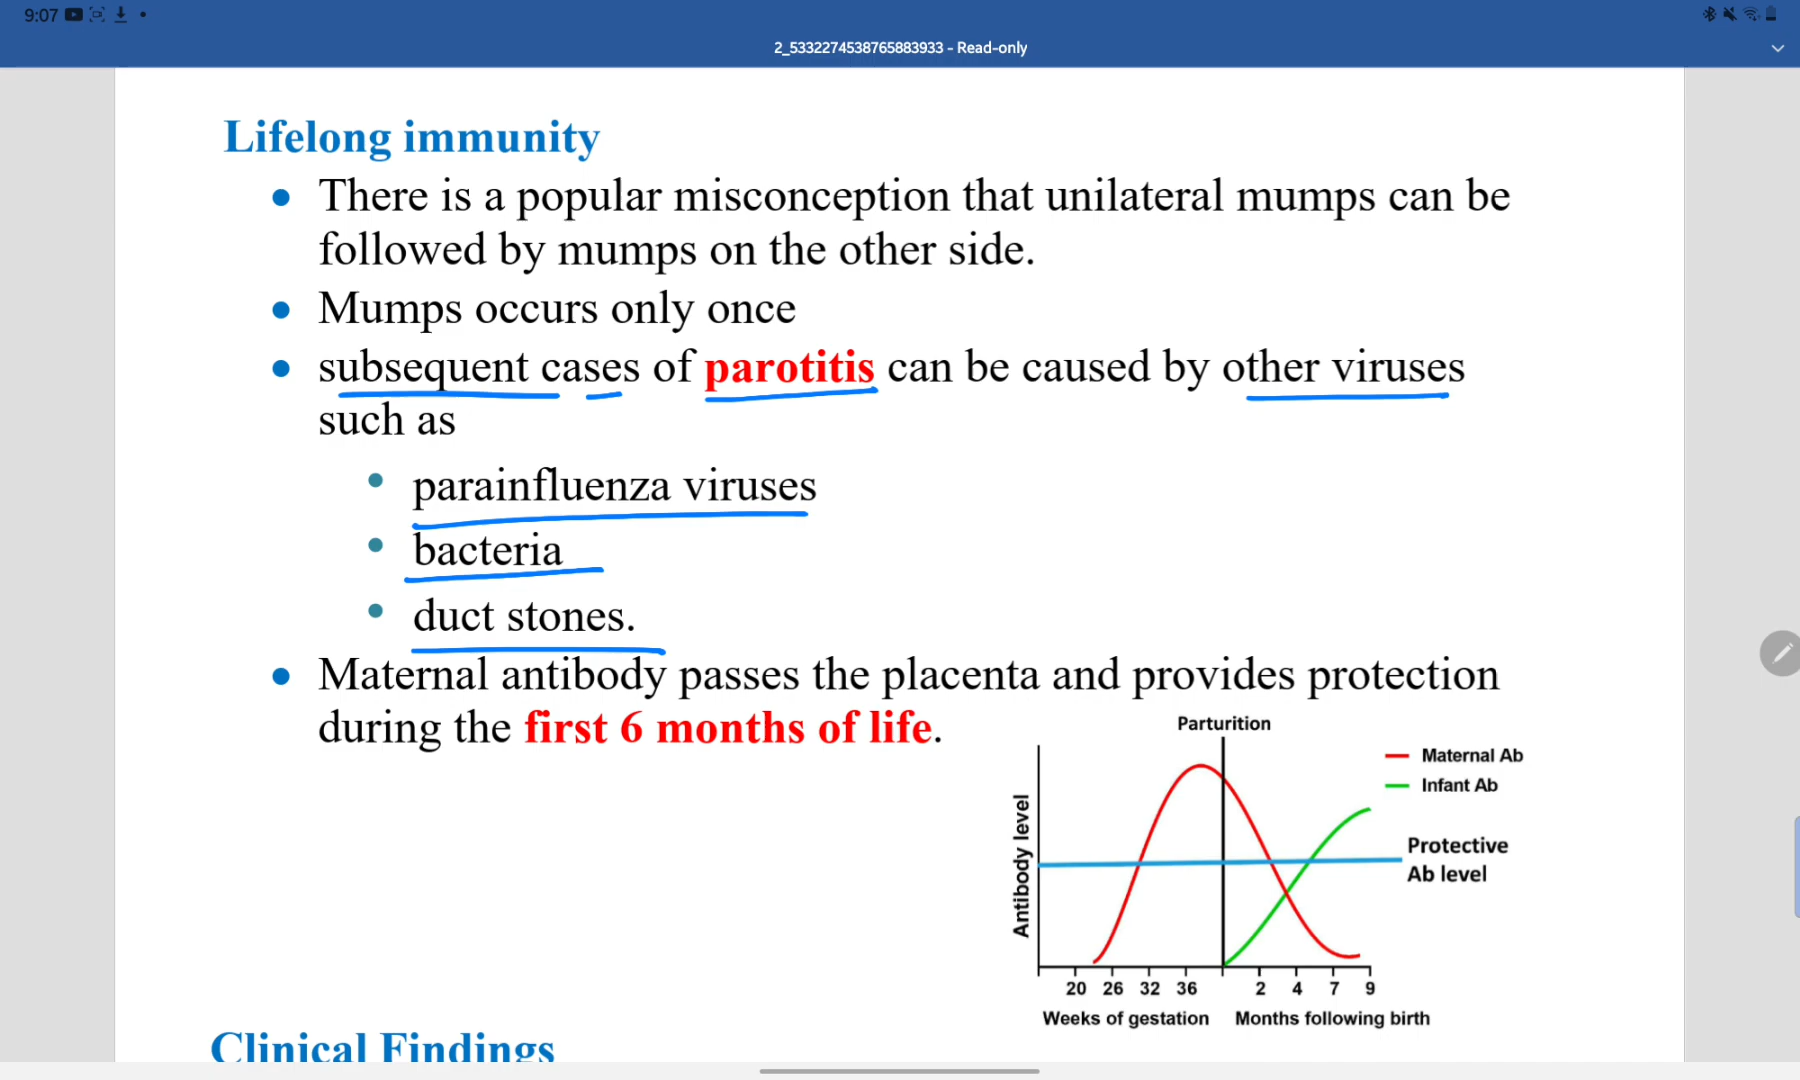 9:07
2_5332274538765883933 - Read-only
Lifelong immunity
There is a popular misconception that unilateral mumps can be
followed by mumps on the other side.
Mumps occurs only once
subsequent cases of parotitis can be caused by other viruses
such as
parainfluenza viruses
bacteria
duct stones.
Maternal antibody passes the placenta and provides protection
during the first 6 months of life.
Parturition
Maternal Ab
Infant Ab
Protective
Ab level
Antibody level
20 26 32 36 2 4 7 9
Weeks of gestation Months following birth
Clinical Findings